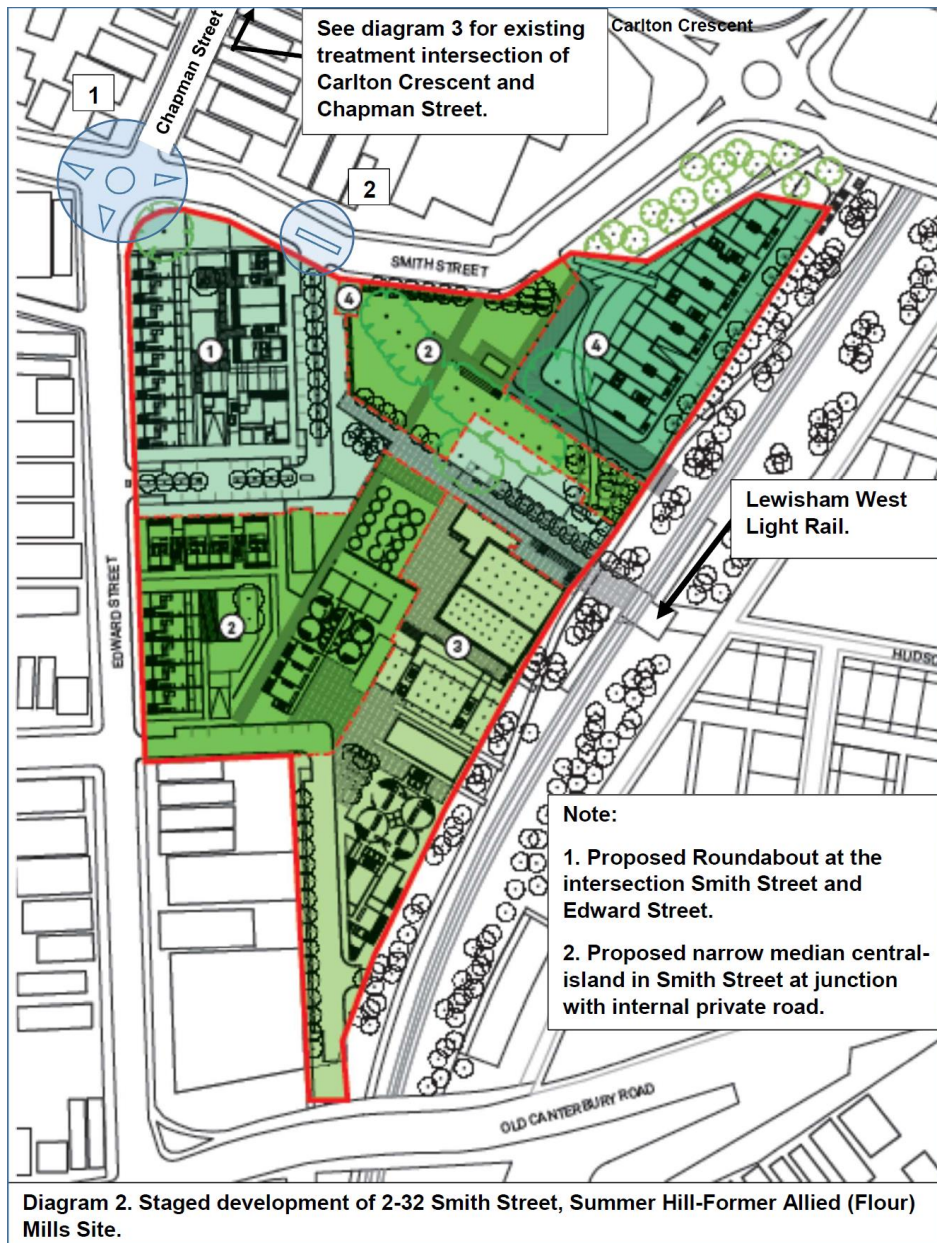 See diagram 3 for existing
treatment intersection of
Carlton Crescent and
Chapman Street.
Carlton Crescent
Chapman Street
1
2
SMITH STREET
4
1
2
4
Lewisham West
Light Rail.
EDWARD STREET
2
3
HUDSO
Note:
1. Proposed Roundabout at the
intersection Smith Street and
Edward Street.
2. Proposed narrow median central-
island in Smith Street at junction
with internal private road.
OLD CANTERBURY ROAD
Diagram 2. Staged development of 2-32 Smith Street, Summer Hill-Former Allied (Flour)
Mills Site.